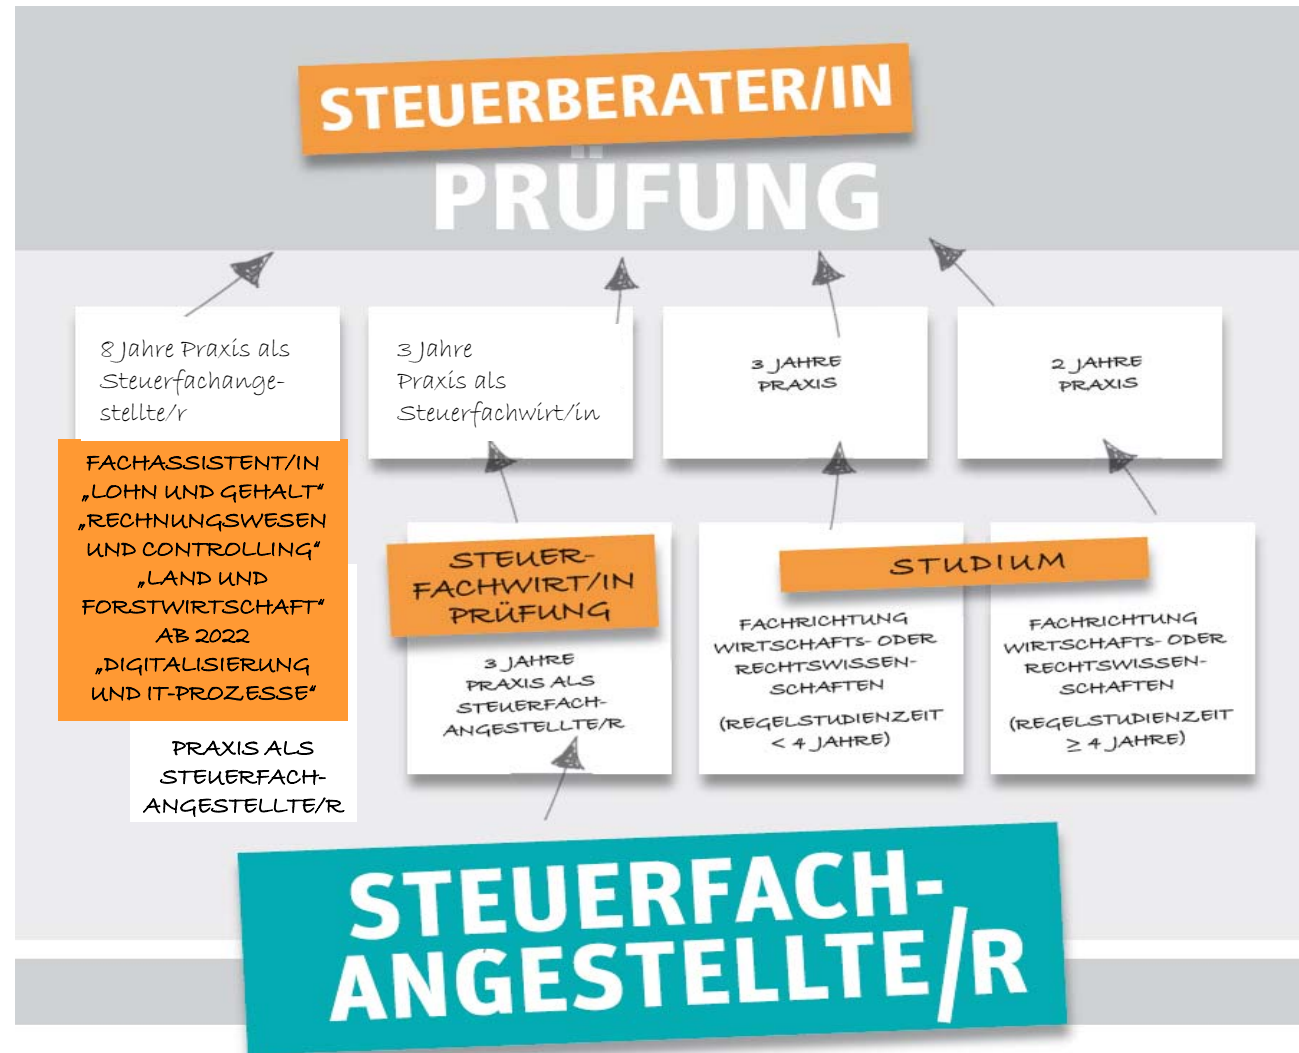 STEUERBERATER/IN
PRÜFUNG
8 Jahre Praxis als
Steuerfachange-
stellte/r
3 Jahre
Praxis als
Steuerfachwirt/in
3 JAHRE
PRAXIS
2 JAHRE
PRAXIS
FACHASSISTENT/IN
„LOHN UND GEHALT“
„RECHNUNGSWESEN
UND CONTROLLING“
„LAND UND
FORSTWIRTSCHAFT“
AB 2022
„DIGITALISIERUNG
UND IT-PROZESSE“
PRAXIS ALS
STEUERFACH-
ANGESTELLTE/R
STEUER-
FACHWIRT/IN
PRÜFUNG
3 JAHRE
PRAXIS ALS
STEUERFACH-
ANGESTELLTE/R
STUDIUM
FACHRICHTUNG
WIRTSCHAFTs- ODER
RECHTSWISSEN-
SCHAFTEN
(REGELSTUDIENZEIT
< 4 JAHRE)
FACHRICHTUNG
WIRTSCHAFTs- ODER
RECHTSWISSEN-
SCHAFTEN
(REGELSTUDIENZEIT
≥ 4 JAHRE)
STEUERFACH-
ANGESTELLTE/R